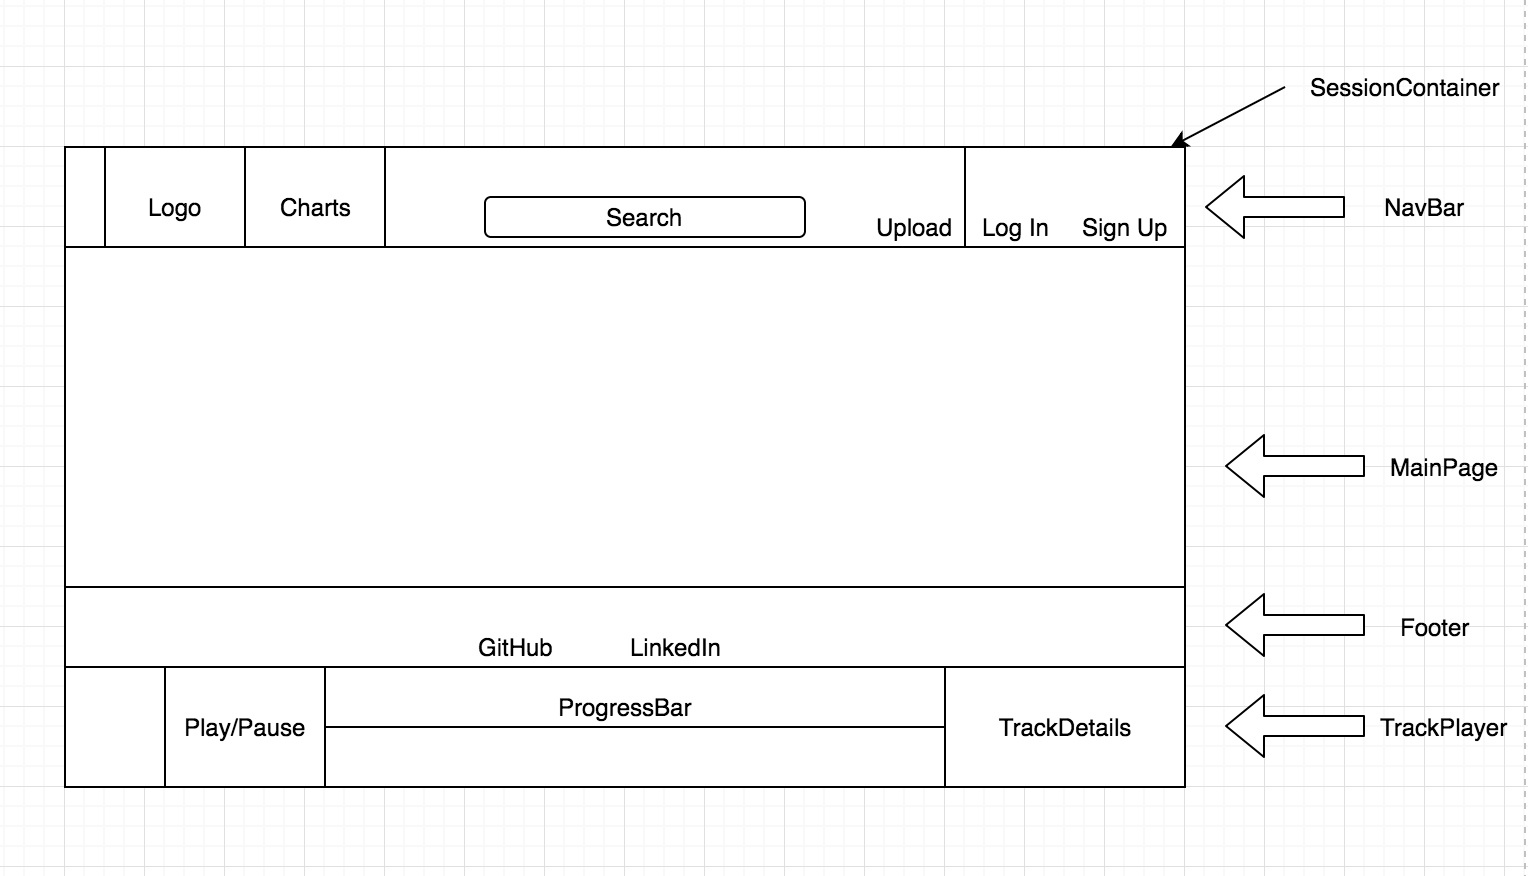 SessionContainer
Logo
Charts
Search
Upload
Log In
Sign Up
NavBar
MainPage
GitHub
LinkedIn
Footer
Play/Pause
ProgressBar
TrackDetails
TrackPlayer